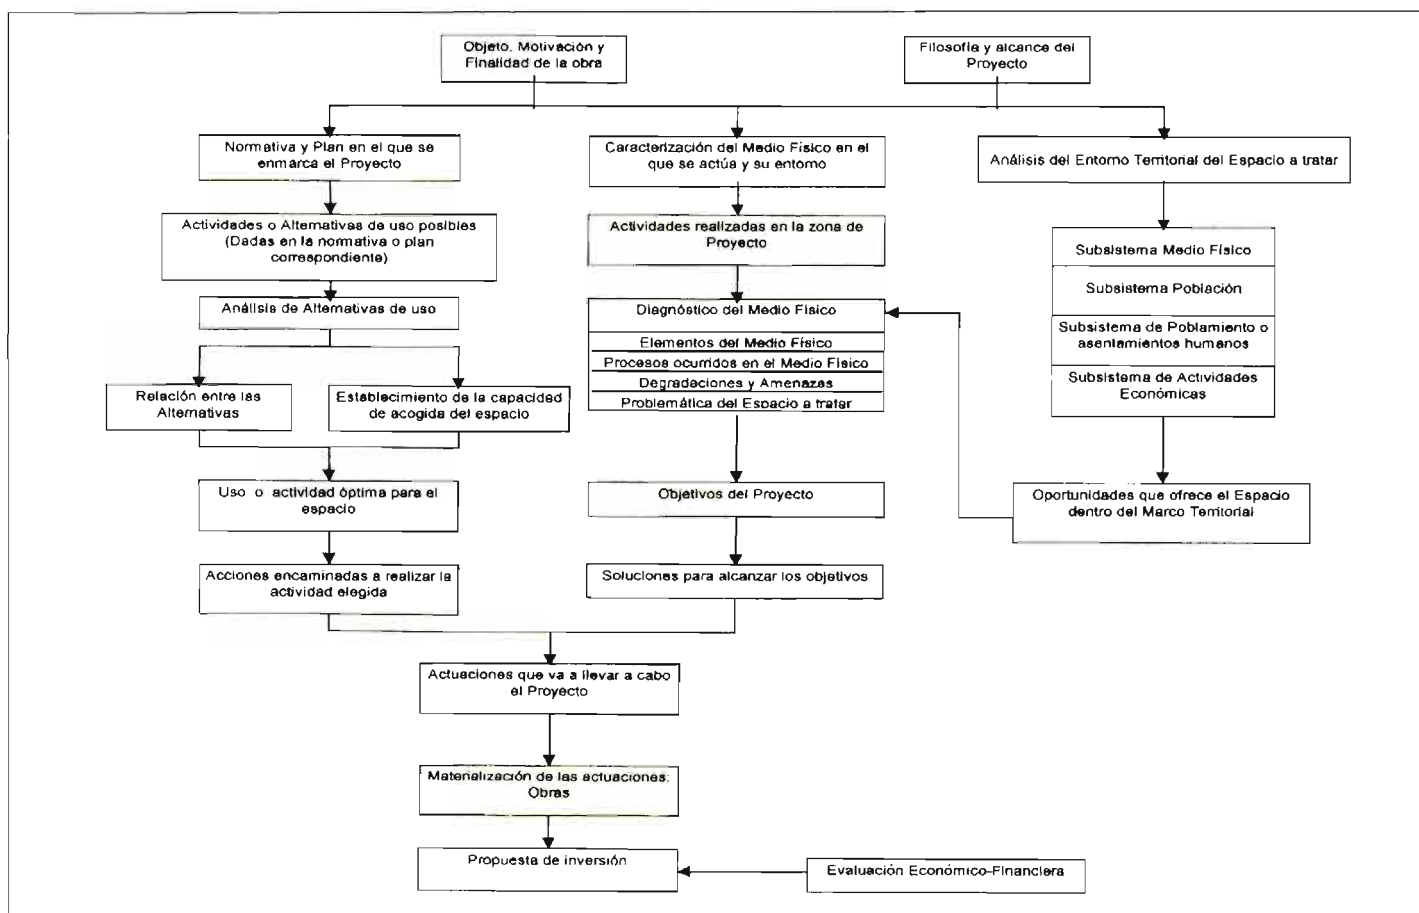 Objeto, Motivación y
Finalidad de la obra
Filosofía y alcance del
Proyecto
Normativa y Plan en el que se
enmarca el Proyecto
Caracterización del Medio Físico en el
que se actúa y su entorno
Análisis del Entorno Territorial del Espacio a tratar
Actividades o Alternativas de uso posibles
(Dadas en la normativa o plan
correspondiente)
Actividades realizadas en la zona de
Proyecto
Subsistema Medio Físico
Subsistema Población
Subsistema de Poblamiento o
asentamientos humanos
Subsistema de Actividades
Económicas
Análisis de Alternativas de uso
Diagnóstico del Medio Físico
Elementos del Medio Físico
Procesos ocurridos en el Medio Físico
Degradaciones y Amenazas
Problemática del Espacio a tratar
Relación entre las
Alternativas
Establecimiento de la capacidad
de acogida del espacio
Uso o actividad óptima para el
espacio
Objetivos del Proyecto
Oportunidades que ofrece el Espacio
dentro del Marco Territorial
Acciones encaminadas a realizar la
actividad elegida
Soluciones para alcanzar los objetivos
Actuaciones que va a llevar a cabo
el Proyecto
Materialización de las actuaciones:
Obras
Propuesta de inversión
Evaluación Económico-Financiera